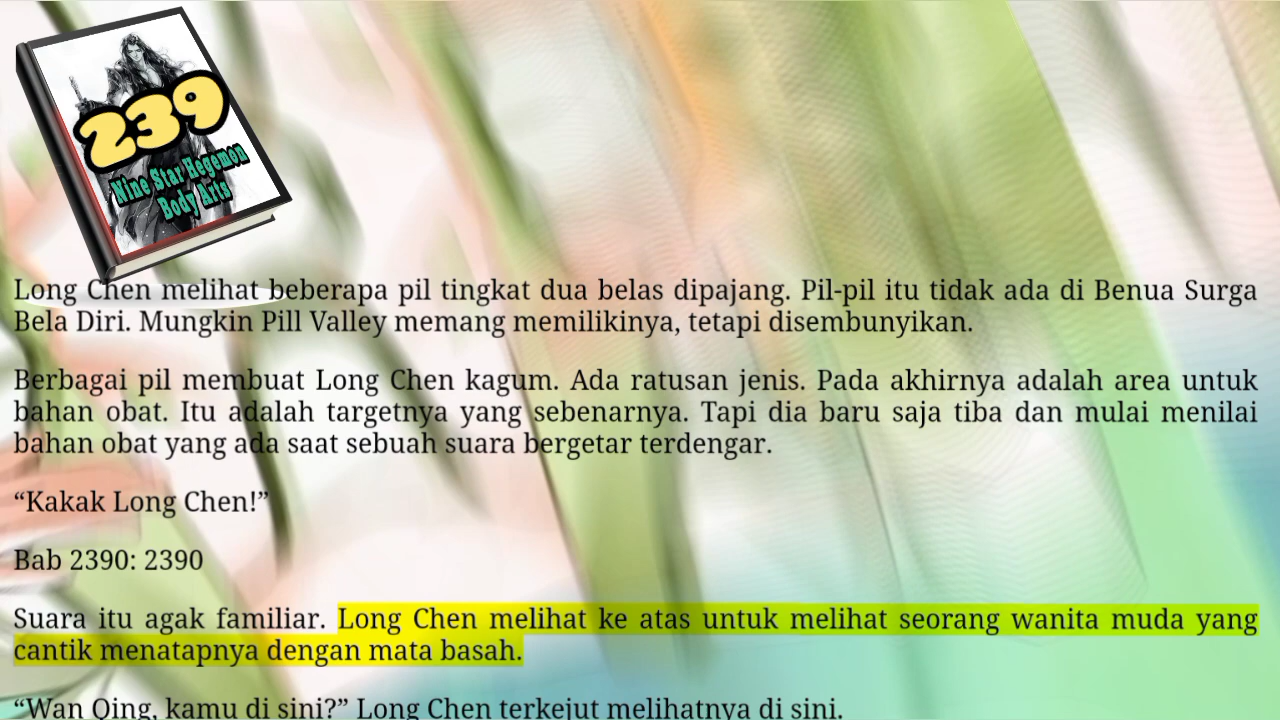 239
Nine Star Hegemon
Body Arts
Long Chen melihat beberapa pil tingkat dua belas dipajang. Pil-pil itu tidak ada di Benua Surga
Bela Diri. Mungkin Pill Valley memang memilikinya, tetapi disembunyikan.
Berbagai pil membuat Long Chen kagum. Ada ratusan jenis. Pada akhirnya adalah area untuk
bahan obat. Itu adalah targetnya yang sebenarnya. Tapi dia baru saja tiba dan mulai menilai
bahan obat yang ada saat sebuah suara bergetar terdengar.
“Kakak Long Chen!”
Bab 2390: 2390
Suara itu agak familiar. Long Chen melihat ke atas untuk melihat seorang wanita muda yang
cantik menatapnya dengan mata basah.
“Wan Qing, kamu di sini?” Long Chen terkejut melihatnya di sini.